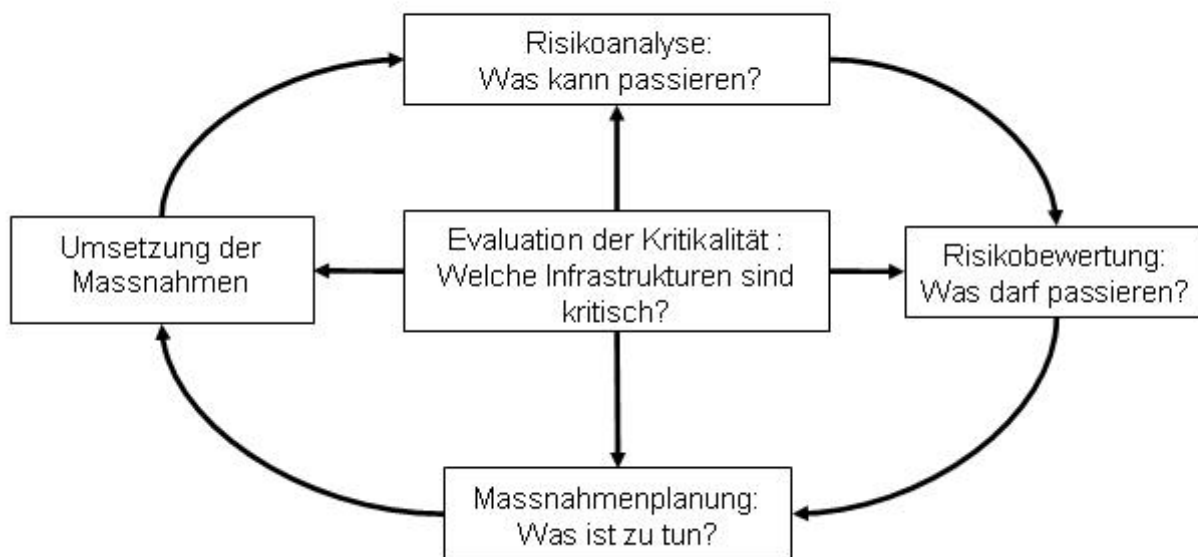 Risikoanalyse:
Was kann passieren?
Umsetzung der
Massnahmen
Evaluation der Kritikalität :
Welche Infrastrukturen sind
kritisch?
Risikobewertung:
Was darf passieren?
Massnahmenplanung:
Was ist zu tun?